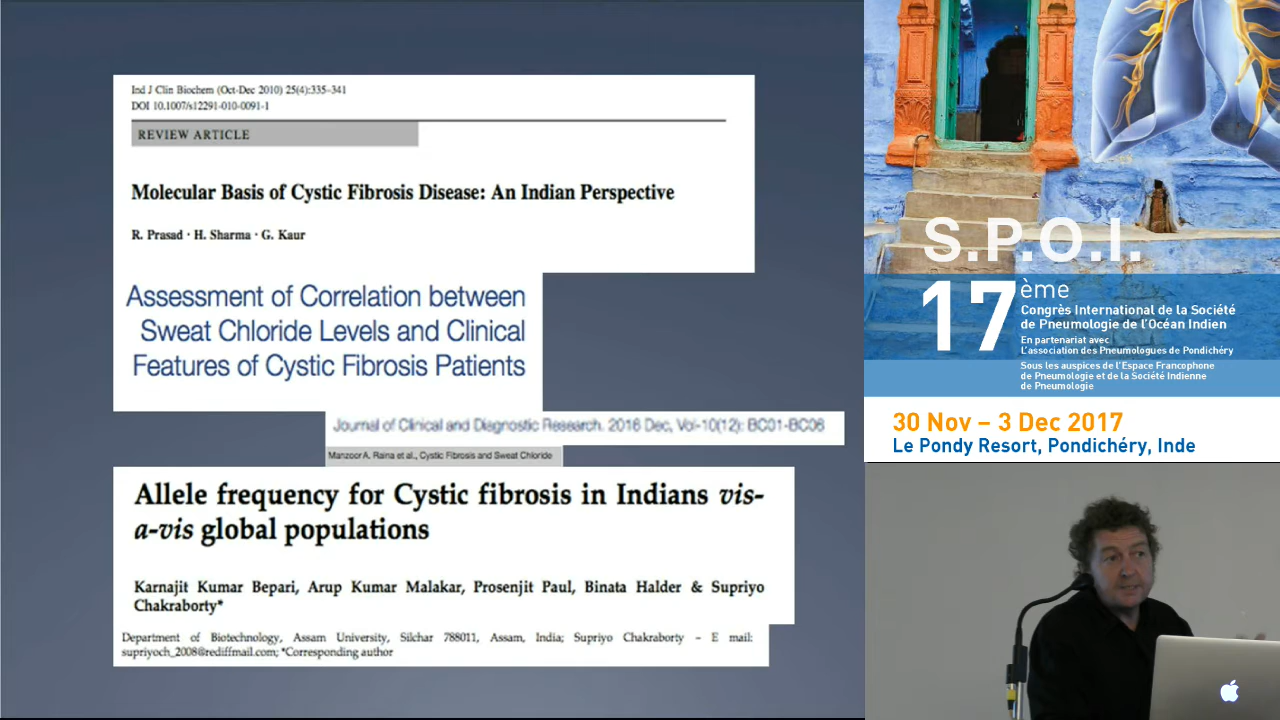 Ind J Clin Biochem (Oct-Dec 2010) 25(4):335-341
DOI 10.1007/s12291-010-0091-1
REVIEW ARTICLE
Molecular Basis of Cystic Fibrosis Disease: An Indian Perspective
R. Prasad · H. Sharma · G. Kaur
Assessment of Correlation between
Sweat Chloride Levels and Clinical
Features of Cystic Fibrosis Patients
Journal of Clinical and Diagnostic Research. 2016 Dec, Vol-10(12): BC01-BC06
Manzoor A. Raina et al., Cystic Fibrosis and Sweat Chloride
Allele frequency for Cystic fibrosis in Indians vis-
a-vis global populations
Karnajit Kumar Bepari, Arup Kumar Malakar, Prosenjit Paul, Binata Halder & Supriyo
Chakraborty*
Department of Biotechnology, Assam University, Silchar 788011, Assam, India; Supriyo Chakraborty – E mail:
supriyoch_2008@rediffmail.com; *Corresponding author
S.P.O.I.
17ème
Congrès International de la Société
de Pneumologie de l'Océan Indien
En partenariat avec
L'association des Pneumologues de Pondichéry
Sous les auspices de l'Espace Francophone
de Pneumologie et de la Société Indienne
de Pneumologie
30 Nov – 3 Dec 2017
Le Pondy Resort, Pondichéry, Inde